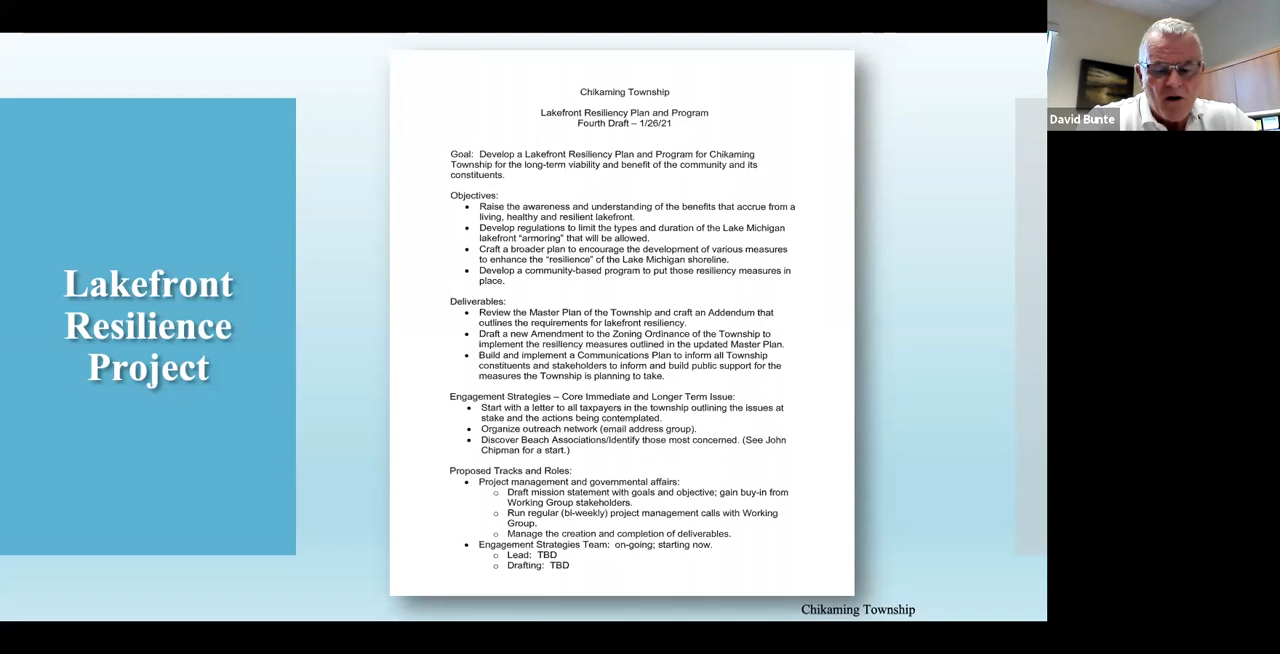 Lakefront
Resilience
Project
Chikaming Township
Lakefront Resiliency Plan and Program
Fourth Draft – 1/26/21
Goal: Develop a Lakefront Resiliency Plan and Program for Chikaming
Township for the long-term viability and benefit of the community and its
constituents.
Objectives:
• Raise the awareness and understanding of the benefits that accrue from a
living, healthy and resilient lakefront.
• Develop regulations to limit the types and duration of the Lake Michigan
lakefront “armoring” that will be allowed.
• Craft a broader plan to encourage the development of various measures
to enhance the “resilience” of the Lake Michigan shoreline.
• Develop a community-based program to put those resiliency measures in
place.
Deliverables:
• Review the Master Plan of the Township and craft an Addendum that
outlines the requirements for lakefront resiliency.
• Draft a new Amendment to the Zoning Ordinance of the Township to
implement the resiliency measures outlined in the updated Master Plan.
• Build and implement a Communications Plan to inform all Township
constituents and stakeholders to inform and build public support for the
measures the Township is planning to take.
Engagement Strategies – Core Immediate and Longer Term Issue:
• Start with a letter to all taxpayers in the township outlining the issues at
stake and the actions being contemplated.
• Organize outreach network (email address group).
• Discover Beach Associations/Identify those most concerned. (See John
Chipman for a start.)
Proposed Tracks and Roles:
• Project management and governmental affairs:
o Draft mission statement with goals and objective; gain buy-in from
Working Group stakeholders.
o Run regular (bi-weekly) project management calls with Working
Group.
o Manage the creation and completion of deliverables.
• Engagement Strategies Team: on-going; starting now.
o Lead: TBD
o Drafting: TBD
Chikaming Township
David Bunte